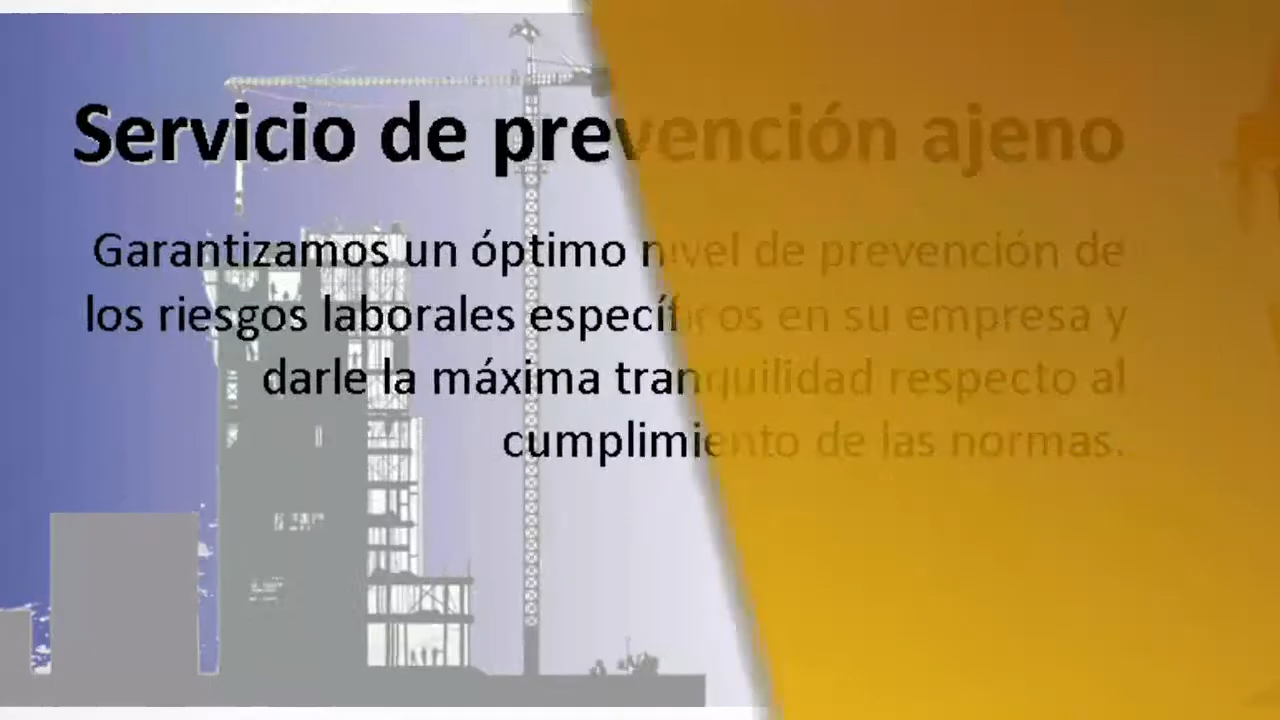 Servicio de prevención ajeno
Garantizamos un óptimo nivel de prevención de
los riesgos laborales específicos en su empresa y
darle la máxima tranquilidad respecto al
cumplimiento de las normas.